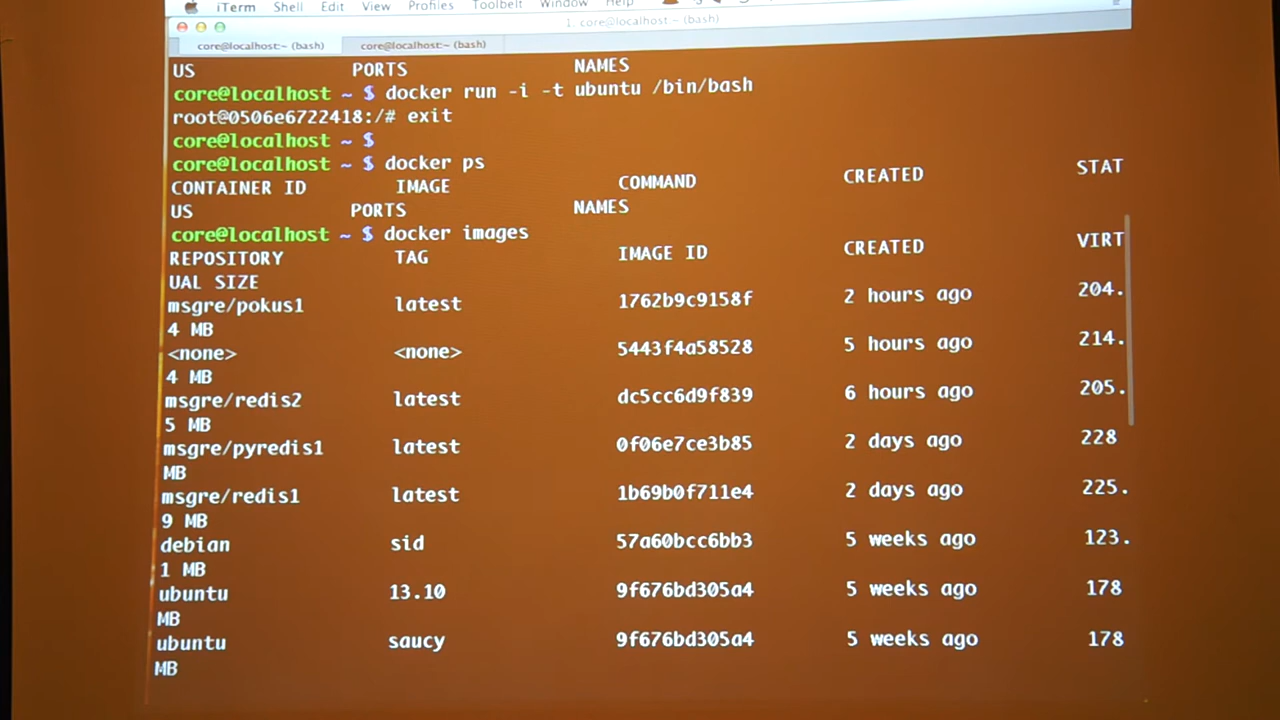 iTerm Shell Edit View Profiles Toolbelt Window Help
1. core@localhost:~ (bash)
core@localhost:~ (bash) core@localhost:~ (bash)
US PORTS NAMES
core@localhost ~ $ docker run -i -t ubuntu /bin/bash
root@0506e6722418:/# exit
core@localhost ~ $
core@localhost ~ $ docker ps
CONTAINER ID IMAGE COMMAND CREATED STAT
US PORTS NAMES
core@localhost ~ $ docker images
REPOSITORY TAG IMAGE ID CREATED VIRT
UAL SIZE
msgre/pokus1 latest 1762b9c9158f 2 hours ago 204.
4 MB
<none> <none> 5443f4a58528 5 hours ago 214.
4 MB
msgre/redis2 latest dc5cc6d9f839 6 hours ago 205.
5 MB
msgre/pyredis1 latest 0f06e7ce3b85 2 days ago 228
MB
msgre/redis1 latest 1b69b0f711e4 2 days ago 225.
9 MB
debian sid 57a60bcc6bb3 5 weeks ago 123.
1 MB
ubuntu 13.10 9f676bd305a4 5 weeks ago 178
MB
ubuntu saucy 9f676bd305a4 5 weeks ago 178
MB